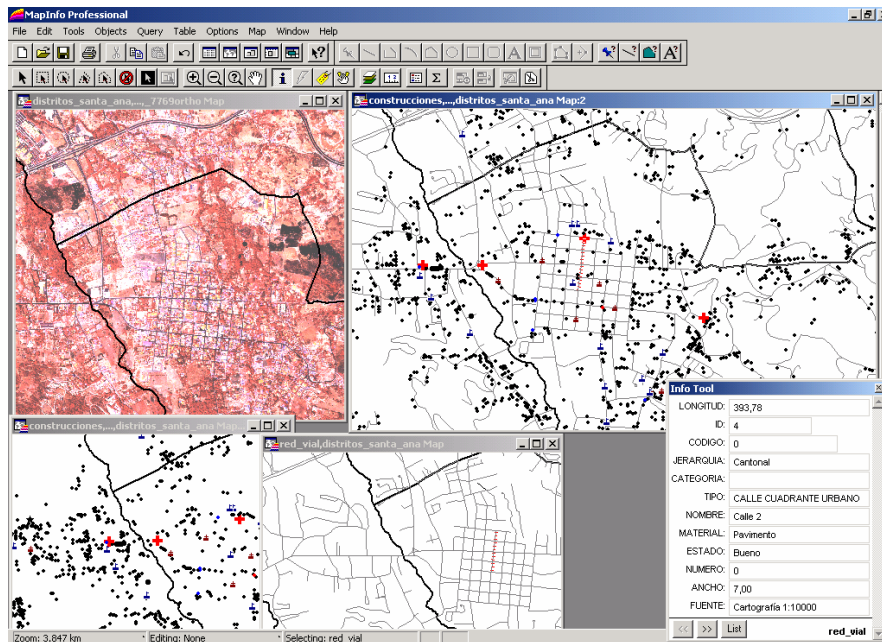 MapInfo Professional
File Edit Tools Objects Query Table Options Map Window Help
distritos_santa_ana,...,_7769ortho Map
construcciones,...,distritos_santa_ana Map:2
Info Tool
LONGITUD: 393,78
ID: 4
CODIGO: 0
JERARQUIA: Cantonal
CATEGORIA:
TIPO: CALLE CUADRANTE URBANO
NOMBRE: Calle 2
MATERIAL: Pavimento
ESTADO: Bueno
NUMERO: 0
ANCHO: 7,00
FUENTE: Cartografía 1:10000
<< >> List red_vial
construcciones,...,distritos_santa_ana Map
red_vial,distritos_santa_ana Map
Zoom: 3.847 km Editing: None Selecting: red_vial